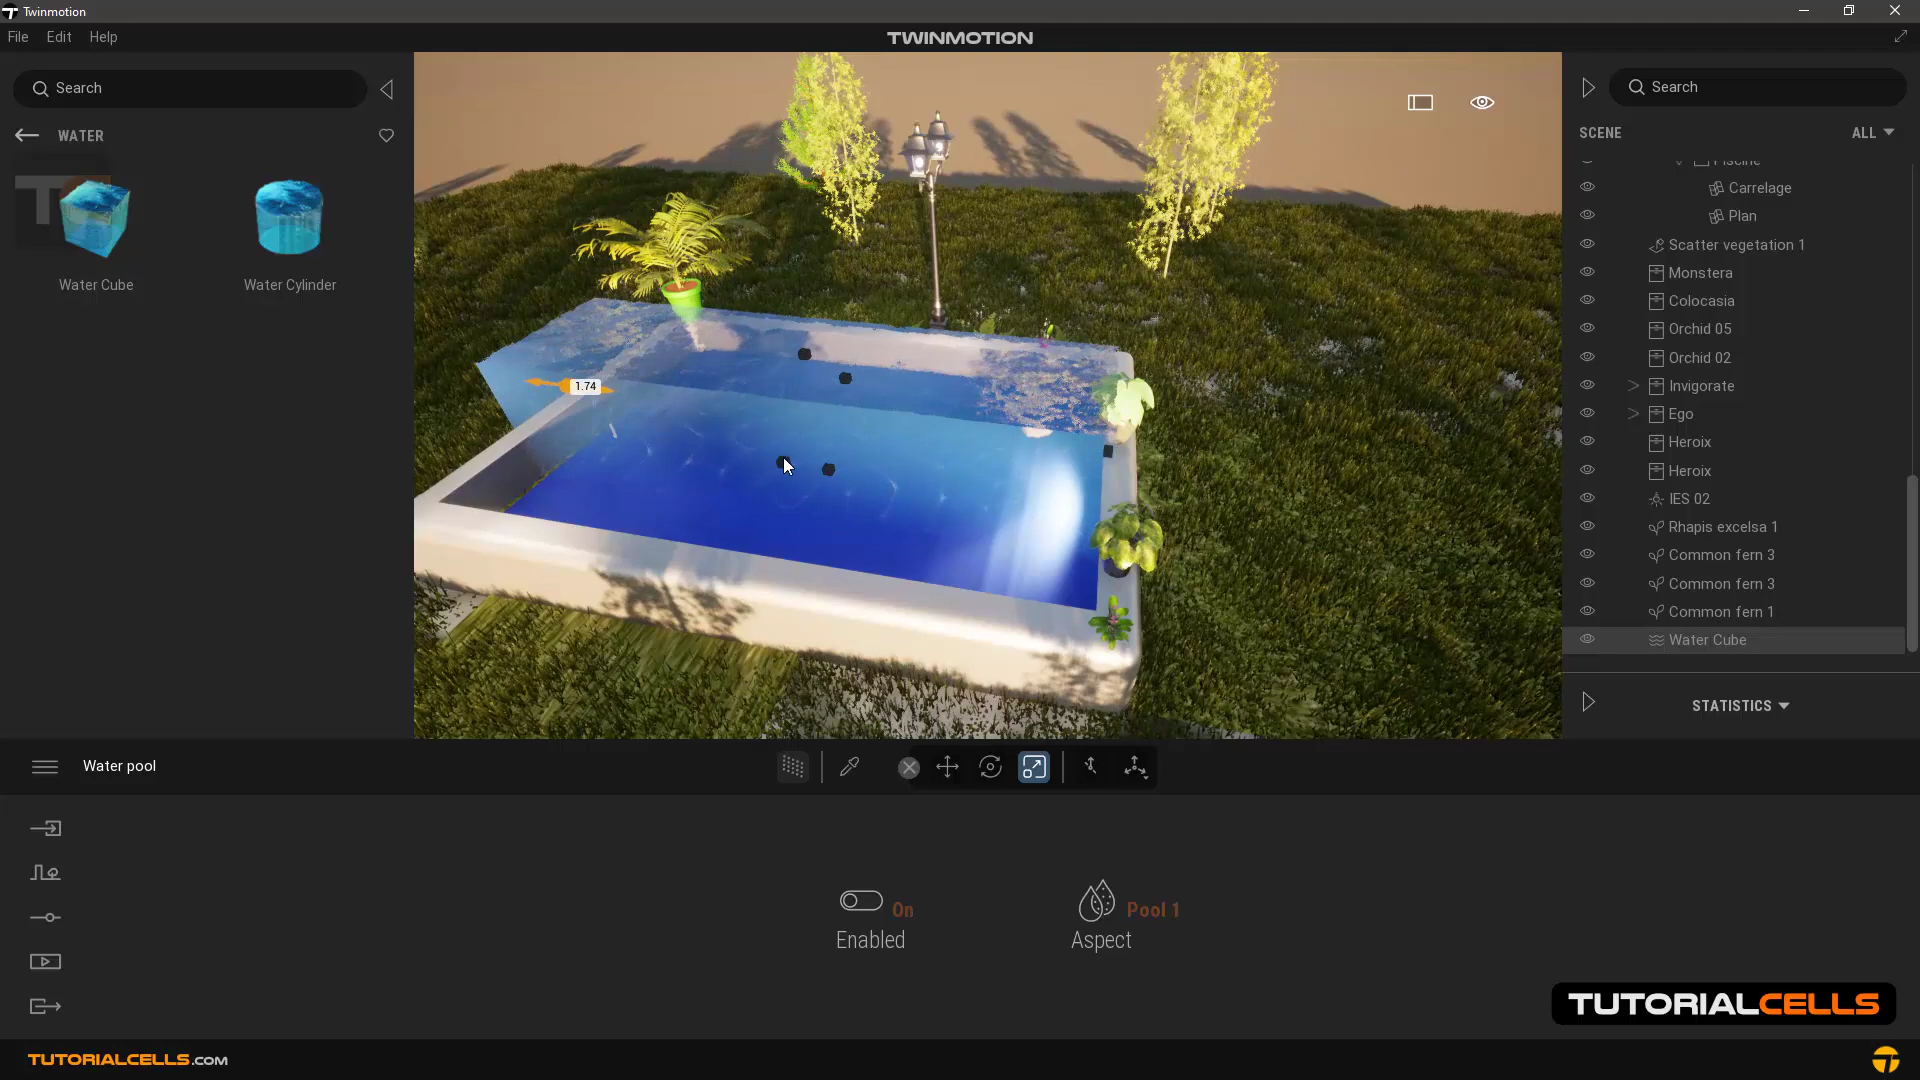 Twinmotion
File Edit Help
TWINMOTION
Search
WATER
Water Cube
Water Cylinder
1.74
Search
SCENE
ALL
Piscine
Carrelage
Plan
Scatter vegetation 1
Monstera
Colocasia
Orchid 05
Orchid 02
Invigorate
Ego
Heroix
Heroix
IES 02
Rhapis excelsa 1
Common fern 3
Common fern 3
Common fern 1
Water Cube
STATISTICS
Water pool
On
Enabled
Pool 1
Aspect
TUTORIALCELLS
TUTORIALCELLS.COM